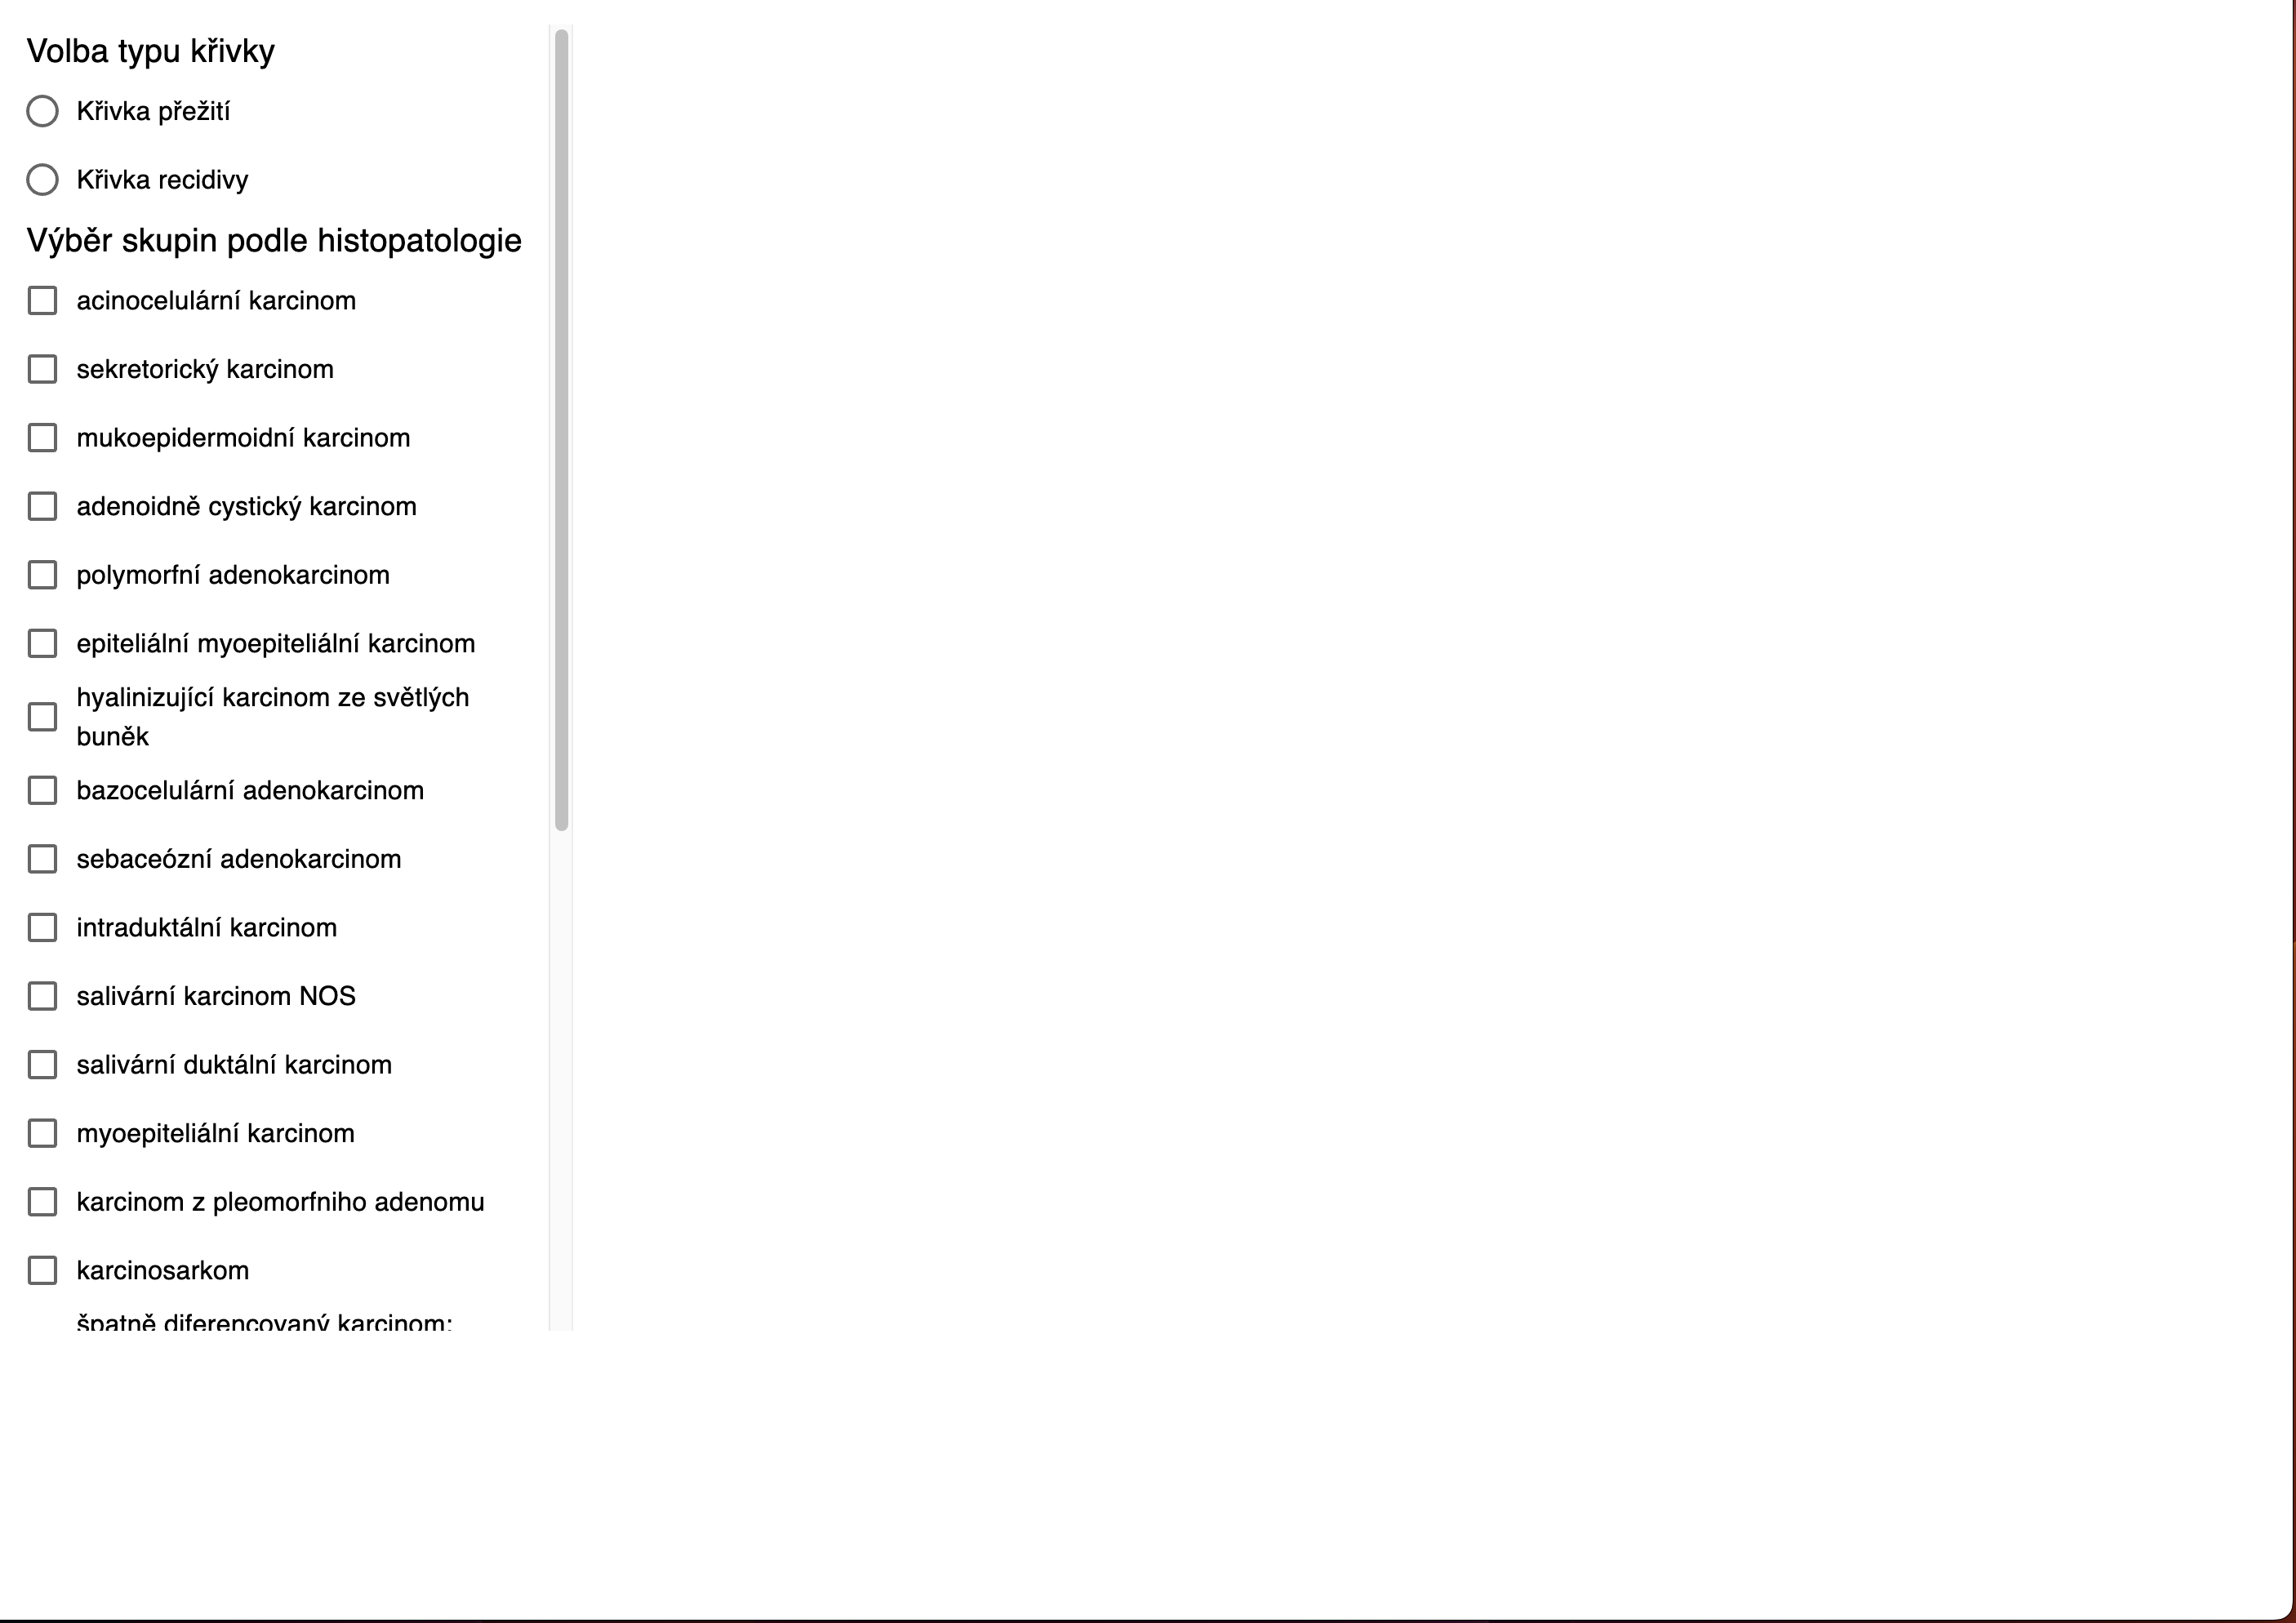 Volba typu křivky
Křivka přežití
Křivka recidivy
Výběr skupin podle histopatologie
acinocelulární karcinom
sekretorický karcinom
mukoepidermoidní karcinom
adenoidně cystický karcinom
polymorfní adenokarcinom
epiteliální myoepiteliální karcinom
hyalinizující karcinom ze světlých
buněk
bazocelulární adenokarcinom
sebaceózní adenokarcinom
intraduktální karcinom
salivární karcinom NOS
salivární duktální karcinom
myoepiteliální karcinom
karcinom z pleomorfniho adenomu
karcinosarkom
špatně diferencovaný karcinom: